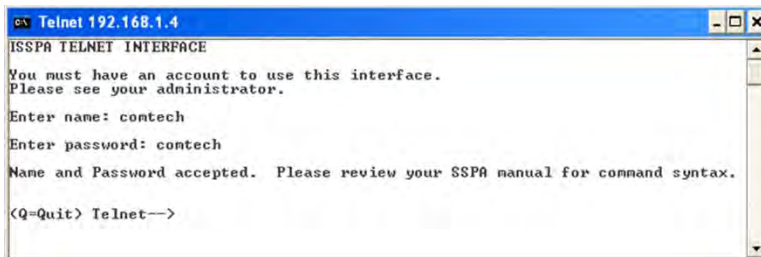 Telnet 192.168.1.4
ISSPA TELNET INTERFACE
You must have an account to use this interface.
Please see your administrator.
Enter name: comtech
Enter password: comtech
Name and Password accepted. Please review your SSPA manual for command syntax.
(Q=Quit) Telnet-->